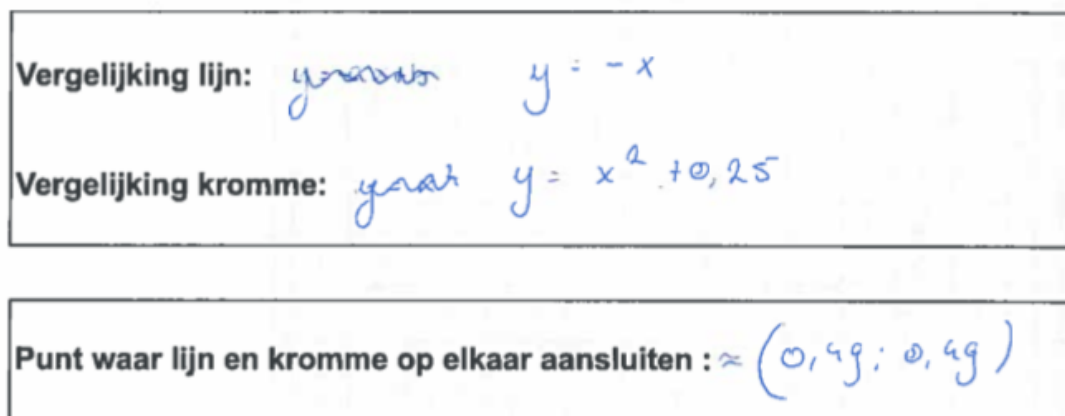 Vergelijking lijn: y = -x
Vergelijking kromme: y = x² + 0,25
Punt waar lijn en kromme op elkaar aansluiten : ≈ (0,49; 0,49)